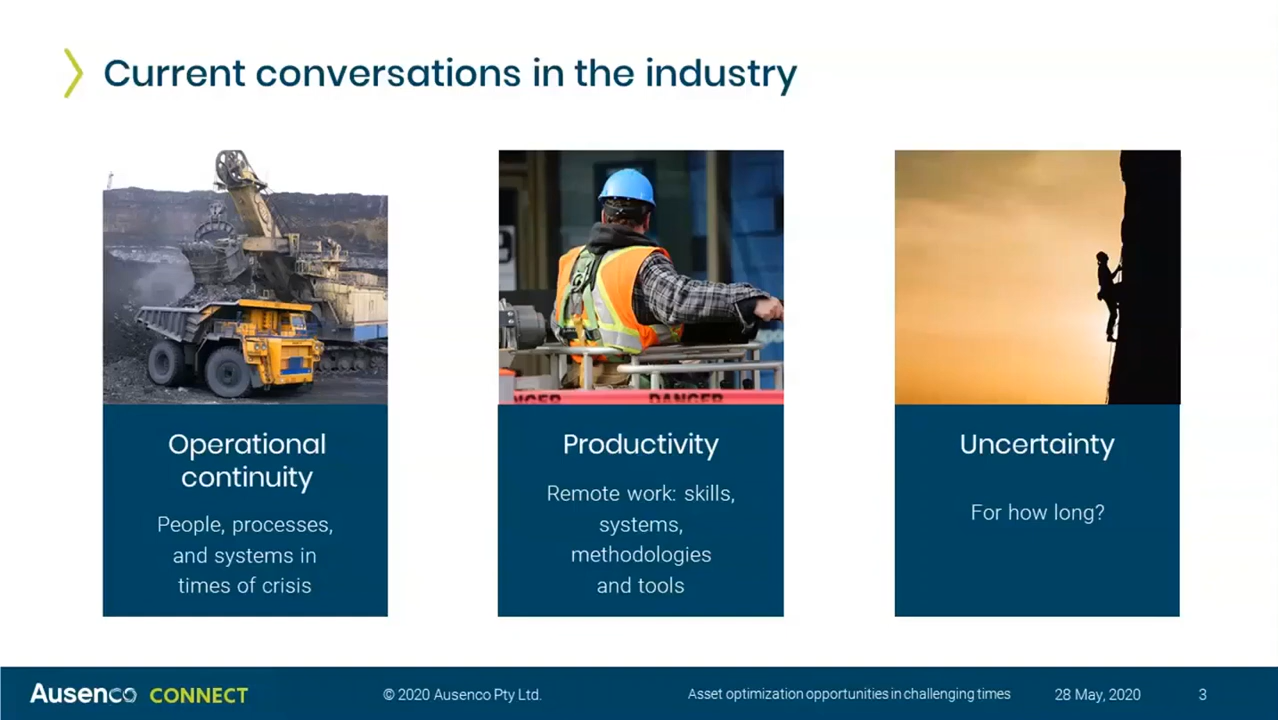 Current conversations in the industry
DANGER
Operational
continuity
People, processes,
and systems in
times of crisis
Productivity
Remote work: skills,
systems,
methodologies
and tools
Uncertainty
For how long?
Ausenco CONNECT
© 2020 Ausenco Pty Ltd.
Asset optimization opportunities in challenging times
28 May, 2020
3